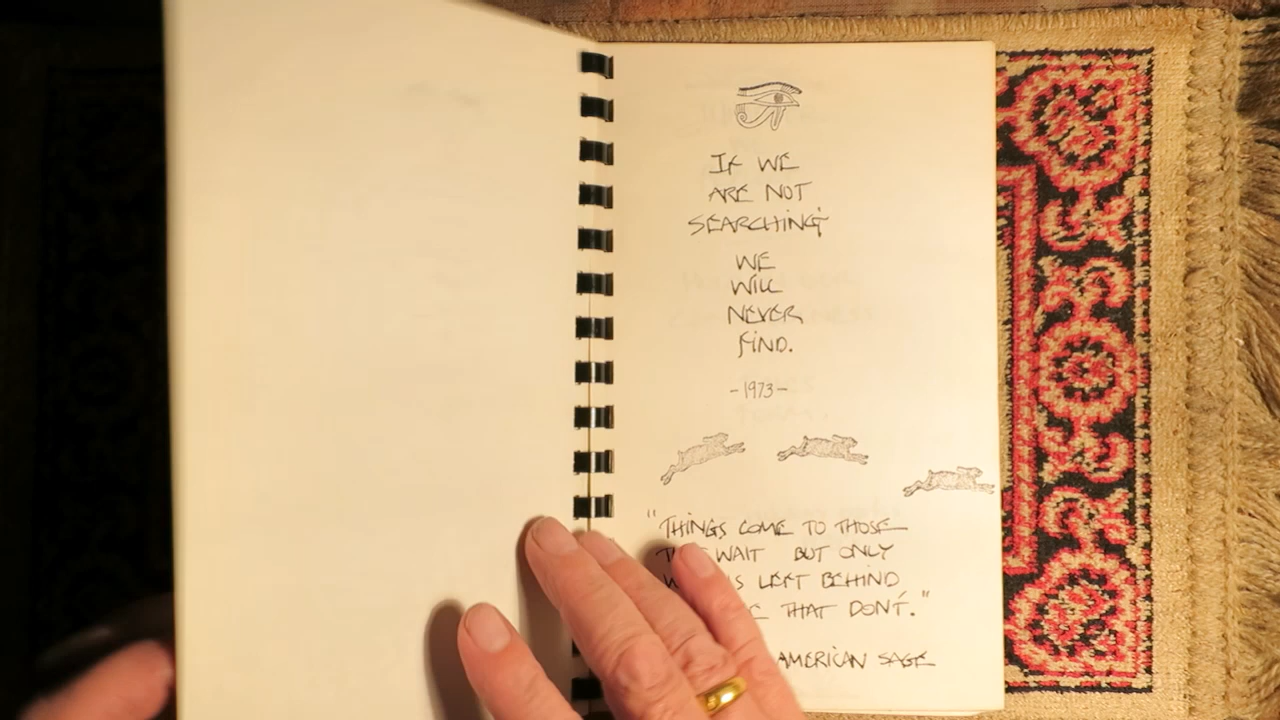 IF WE
ARE NOT
SEARCHING
WE
WILL
NEVER
FIND.
-1973-
"THINGS COME TO THOSE
WAIT BUT ONLY
LEFT BEHIND
THAT DON'T."
AMERICAN SAGE